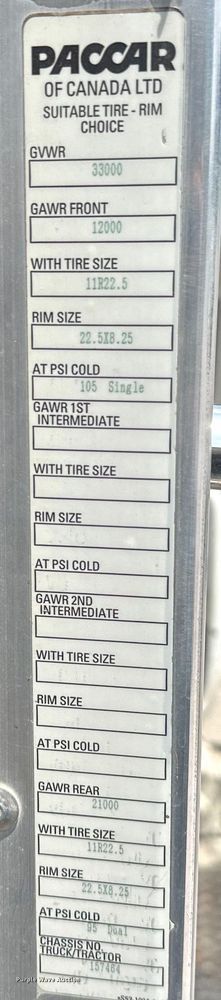 PACCAR
OF CANADA LTD
SUITABLE TIRE - RIM
CHOICE
GVWR
33000
GAWR FRONT
12000
WITH TIRE SIZE
11R22.5
RIM SIZE
22.5X8.25
AT PSI COLD
105 Single
GAWR 1ST
INTERMEDIATE
WITH TIRE SIZE
RIM SIZE
AT PSI COLD
GAWR 2ND
INTERMEDIATE
WITH TIRE SIZE
RIM SIZE
AT PSI COLD
GAWR REAR
21000
WITH TIRE SIZE
11R22.5
RIM SIZE
22.5X8.25
AT PSI COLD
95 Dual
CHASSIS NO.
TRUCK/TRACTOR
157484
Purple Wave Auction